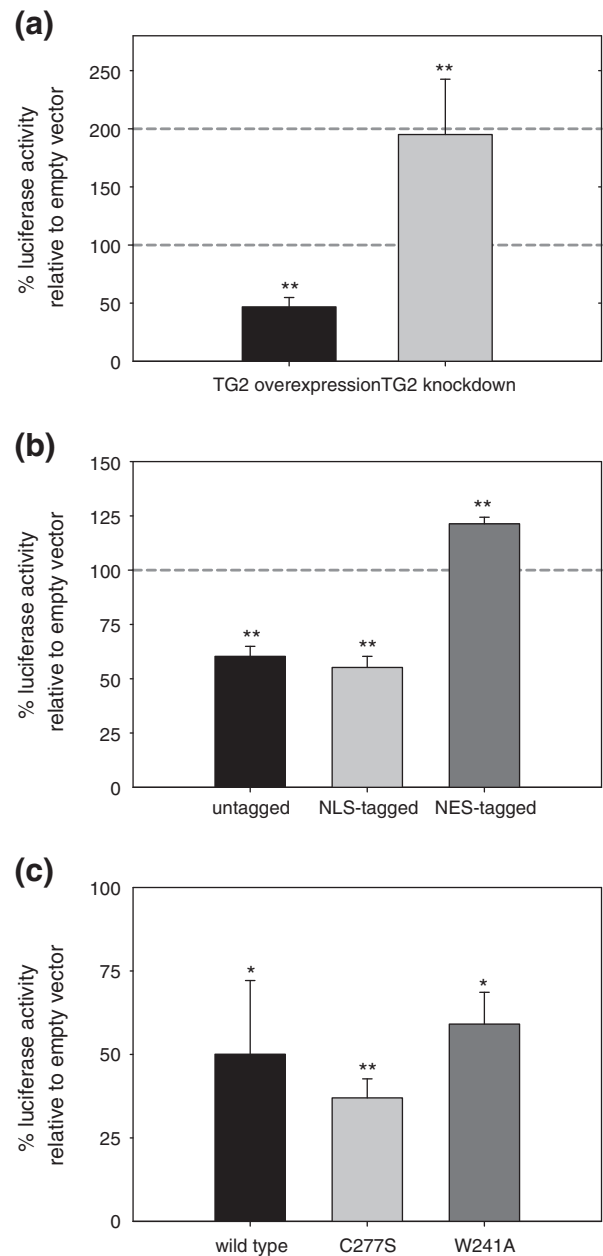 (a)
% luciferase activity
relative to empty vector
250
200
150
100
50
0
**
**
TG2 overexpressionTG2 knockdown
(b)
% luciferase activity
relative to empty vector
150
125
100
75
50
25
0
**
**
**
untagged NLS-tagged NES-tagged
(c)
% luciferase activity
relative to empty vector
100
75
50
25
0
*
**
*
wild type C277S W241A